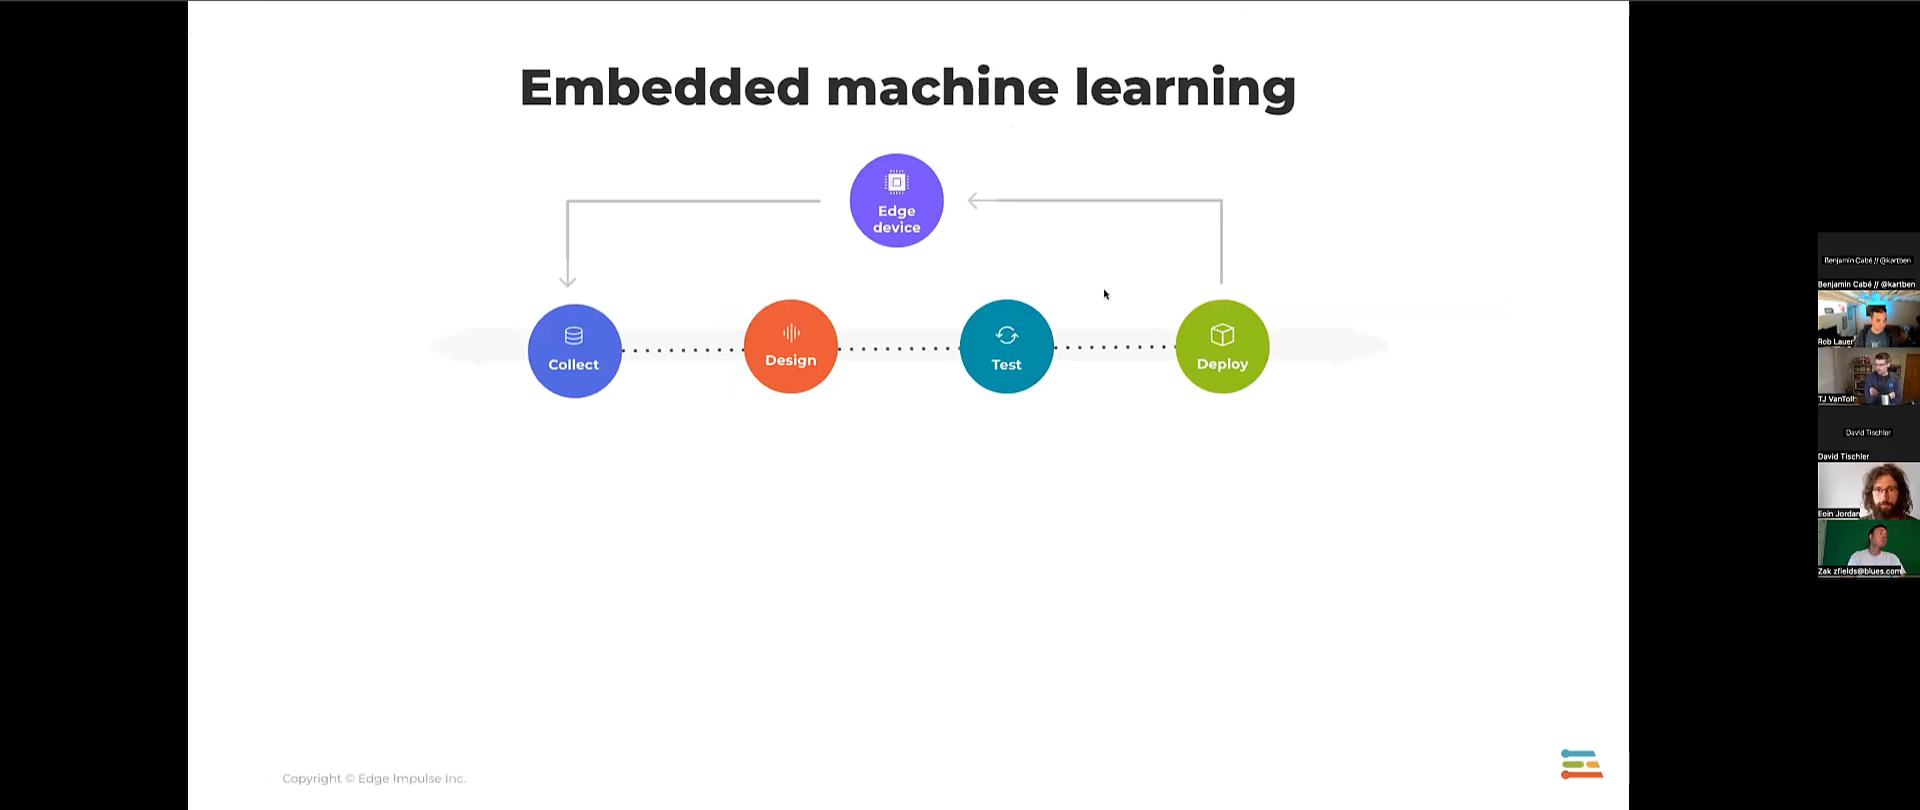 Embedded machine learning
Edge
device
Collect
Design
Test
Deploy
Copyright © Edge Impulse Inc.
Benjamin Cabé // @kartben
Benjamin Cabé // @kartben
Rob Lauer
TJ VanToll
David Tischler
David Tischler
Eoin Jordan
Zak zfields@blues.com